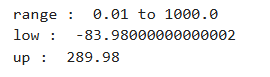 range :  0.01 to 1000.0
low :  -83.98000000000002
up :  289.98